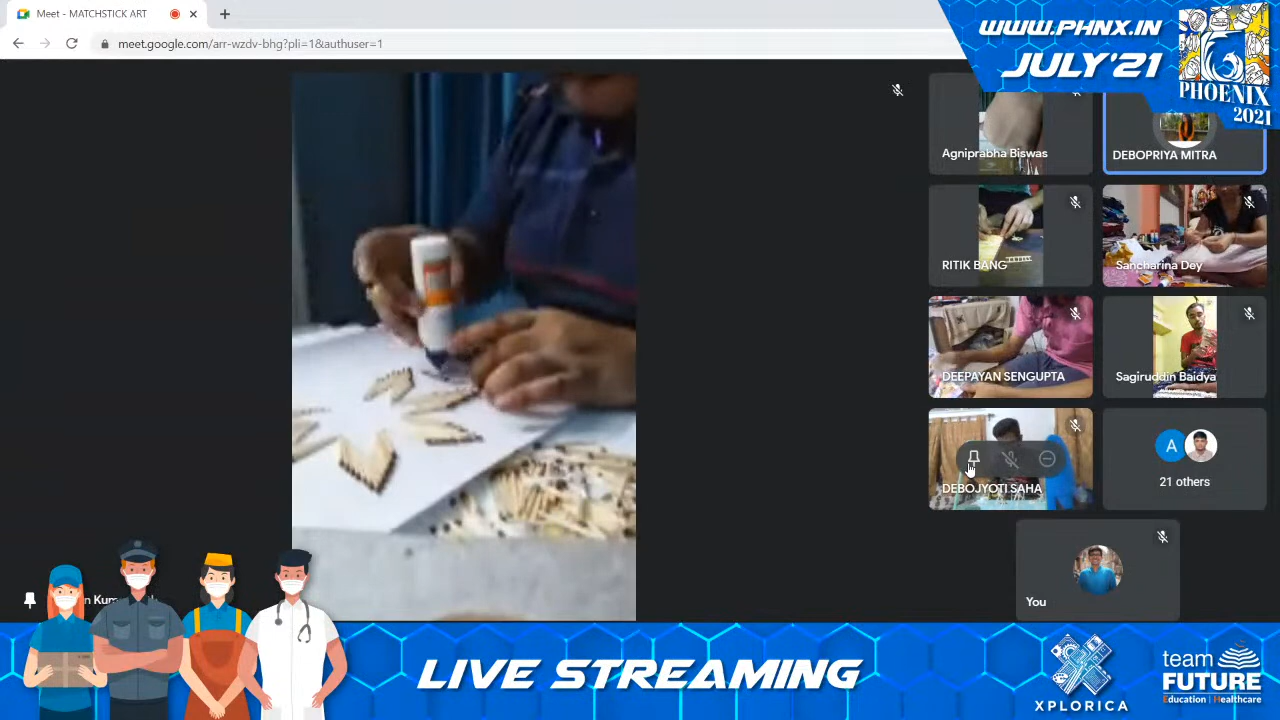 Meet - MATCHSTICK ART
meet.google.com/arr-wzdv-bhg?pli=1&authuser=1
WWW.PHNX.IN
JULY'21
PHOENIX
2021
Agniprabha Biswas
DEBOPRIYA MITRA
RITIK BANG
Sancharina Dey
DEEPAYAN SENGUPTA
Sagiruddin Baidya
DEBOJYOTI SAHA
A
21 others
You
LIVE STREAMING
XPLORICA
team
FUTURE
Education | Healthcare